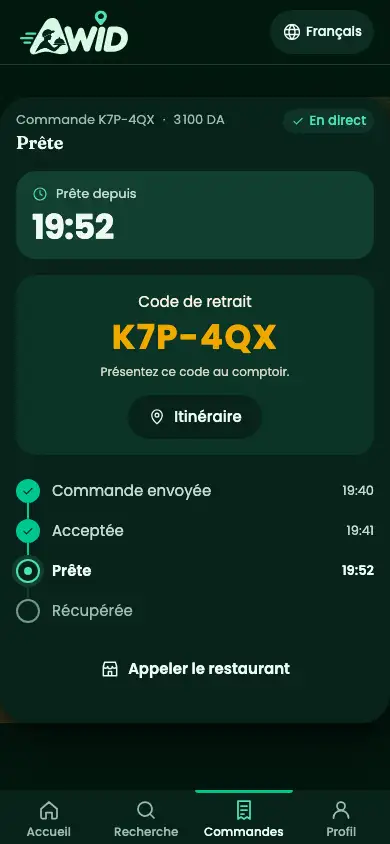 AWID
Français
Commande K7P-4QX · 3100 DA
En direct
Prête
Prête depuis
19:52
Code de retrait
K7P-4QX
Présentez ce code au comptoir.
Itinéraire
Commande envoyée 19:40
Acceptée 19:41
Prête 19:52
Récupérée
Appeler le restaurant
Accueil Recherche Commandes Profil